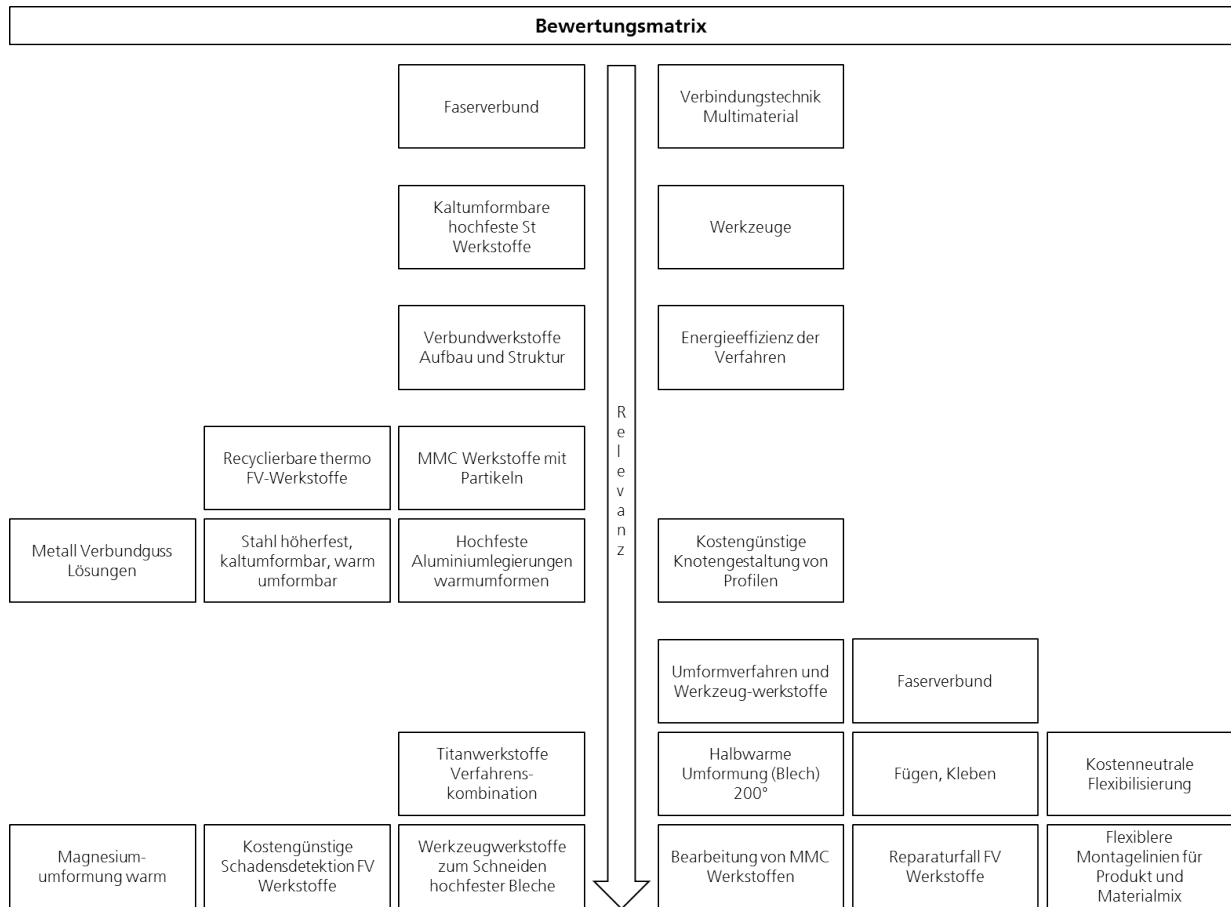 Bewertungsmatrix
Faserverbund
Verbindungstechnik
Multimaterial
Kaltumformbare
hochfeste St
Werkstoffe
Werkzeuge
Verbundwerkstoffe
Aufbau und Struktur
Energieeffizienz der
Verfahren
Relevanz
Recyclierbare thermo
FV-Werkstoffe
MMC Werkstoffe mit
Partikeln
Metall Verbundguss
Lösungen
Stahl höherfest,
kaltumformbar, warm
umformbar
Hochfeste
Aluminiumlegierungen
warmumformen
Kostengünstige
Knotengestaltung von
Profilen
Umformverfahren und
Werkzeug-werkstoffe
Faserverbund
Titanwerkstoffe
Verfahrens-
kombination
Halbwarme
Umformung (Blech)
200°
Fügen, Kleben
Kostenneutrale
Flexibilisierung
Magnesium-
umformung warm
Kostengünstige
Schadensdetektion FV
Werkstoffe
Werkzeugwerkstoffe
zum Schneiden
hochfester Bleche
Bearbeitung von MMC
Werkstoffen
Reparaturfall FV
Werkstoffe
Flexiblere
Montagelinien für
Produkt und
Materialmix